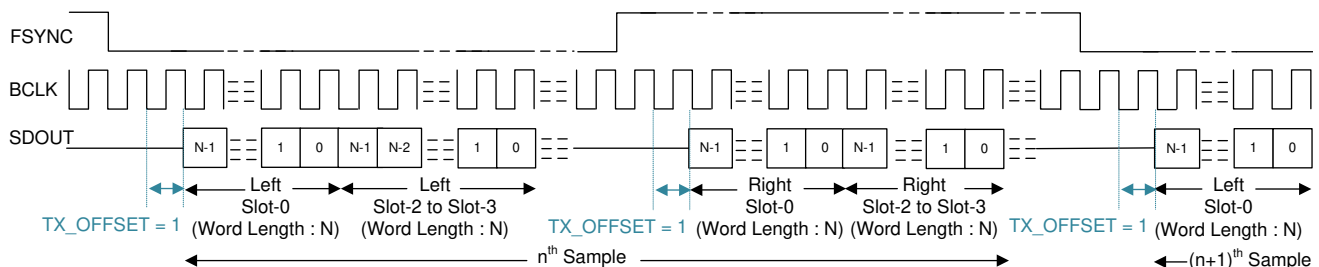 FSYNC
BCLK
SDOUT
N-1 1 0 N-1 N-2 1 0 N-1 1 0 N-1 1 0 N-1 1 0
Left Left Right Right Left
Slot-0 Slot-2 to Slot-3 Slot-0 Slot-2 to Slot-3 Slot-0
TX_OFFSET = 1 (Word Length : N) (Word Length : N) TX_OFFSET = 1 (Word Length : N) (Word Length : N) TX_OFFSET = 1 (Word Length : N)
nth Sample (n+1)th Sample